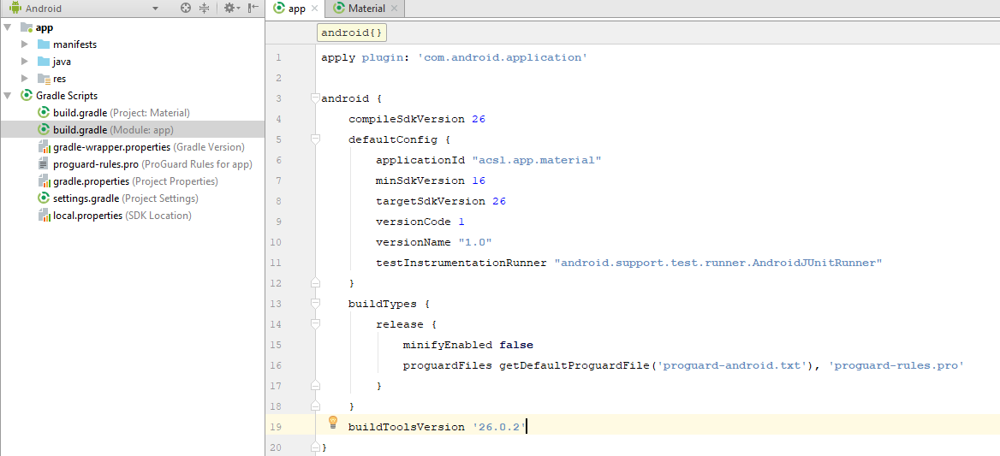 Android
app
manifests
java
res
Gradle Scripts
build.gradle (Project: Material)
build.gradle (Module: app)
gradle-wrapper.properties (Gradle Version)
proguard-rules.pro (ProGuard Rules for app)
gradle.properties (Project Properties)
settings.gradle (Project Settings)
local.properties (SDK Location)
app Material
android{}
1 apply plugin: 'com.android.application'
2
3 android {
4 compileSdkVersion 26
5 defaultConfig {
6 applicationId "acsl.app.material"
7 minSdkVersion 16
8 targetSdkVersion 26
9 versionCode 1
10 versionName "1.0"
11 testInstrumentationRunner "android.support.test.runner.AndroidJUnitRunner"
12 }
13 buildTypes {
14 release {
15 minifyEnabled false
16 proguardFiles getDefaultProguardFile('proguard-android.txt'), 'proguard-rules.pro'
17 }
18 }
19 buildToolsVersion '26.0.2'
20 }